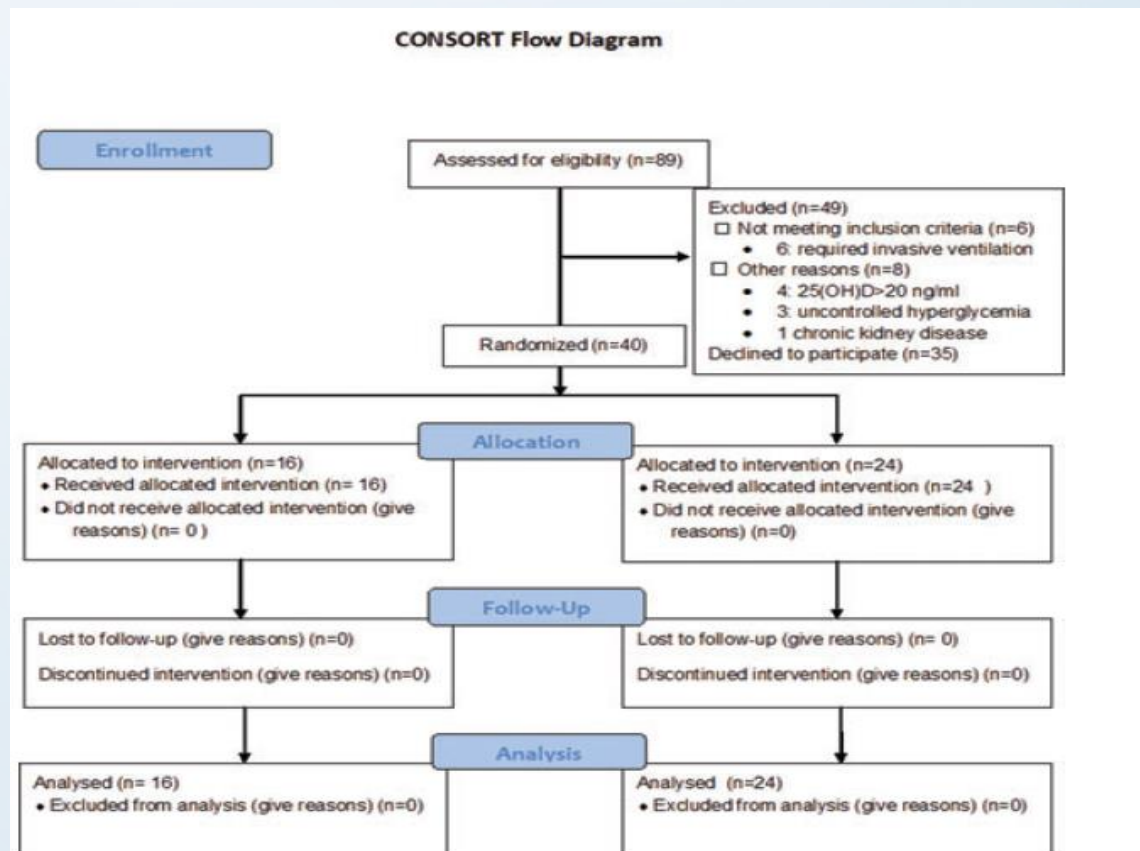 CONSORT Flow Diagram
Enrollment
Assessed for eligibility (n=89)
Excluded (n=49)
☐ Not meeting inclusion criteria (n=6)
• 6: required invasive ventilation
☐ Other reasons (n=8)
• 4: 25(OH)D>20 ng/ml
• 3: uncontrolled hyperglycemia
• 1 chronic kidney disease
Declined to participate (n=35)
Randomized (n=40)
Allocation
Allocated to intervention (n=16)
• Received allocated intervention (n= 16)
• Did not receive allocated intervention (give
reasons) (n= 0 )
Allocated to intervention (n=24)
• Received allocated intervention (n=24 )
• Did not receive allocated intervention (give
reasons) (n=0)
Follow-Up
Lost to follow-up (give reasons) (n=0)
Discontinued intervention (give reasons) (n=0)
Lost to follow-up (give reasons) (n= 0)
Discontinued intervention (give reasons) (n=0)
Analysis
Analysed (n= 16)
• Excluded from analysis (give reasons) (n=0)
Analysed (n=24)
• Excluded from analysis (give reasons) (n=0)